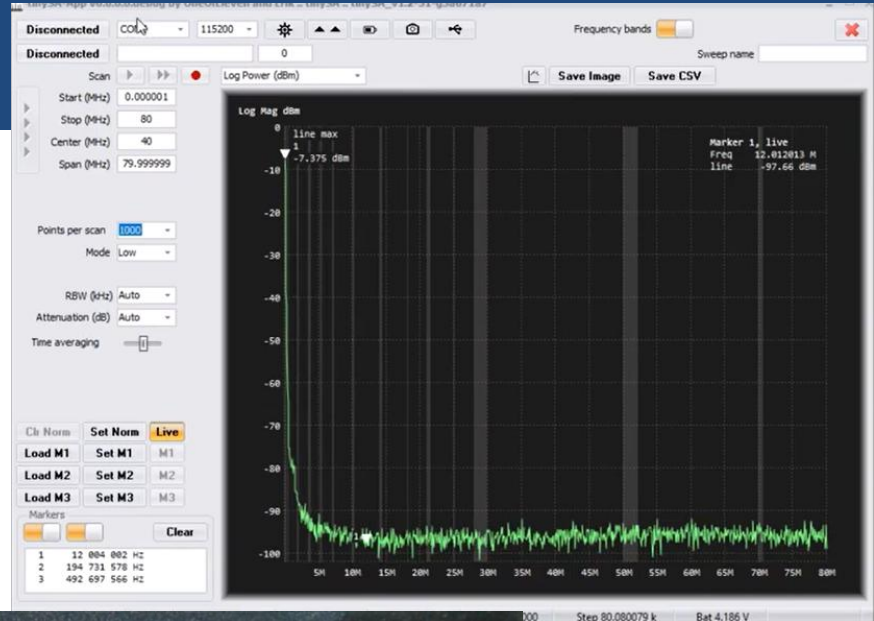 Disconnected 115200
Frequency bands
Disconnected 0
Sweep name
Scan Log Power (dBm) Save Image Save CSV
Start (MHz) 0.000001
Stop (MHz) 80
Center (MHz) 40
Span (MHz) 79.999999
Points per scan 1000
Mode Low
RBW (kHz) Auto
Attenuation (dB) Auto
Time averaging
Clr Norm Set Norm Live
Load M1 Set M1 M1
Load M2 Set M2 M2
Load M3 Set M3 M3
Markers
Clear
1 12 004 002 Hz
2 194 731 578 Hz
3 492 697 566 Hz
Log Mag dBm
0
line max
1
-7.375 dBm
Marker 1, live
Freq 12.012013 M
line -97.66 dBm
-10
-20
-30
-40
-50
-60
-70
-80
-90
-100
1
5M 10M 15M 20M 25M 30M 35M 40M 45M 50M 55M 60M 65M 70M 75M 80M
000 Step 80.080079 k Bat 4.186 V